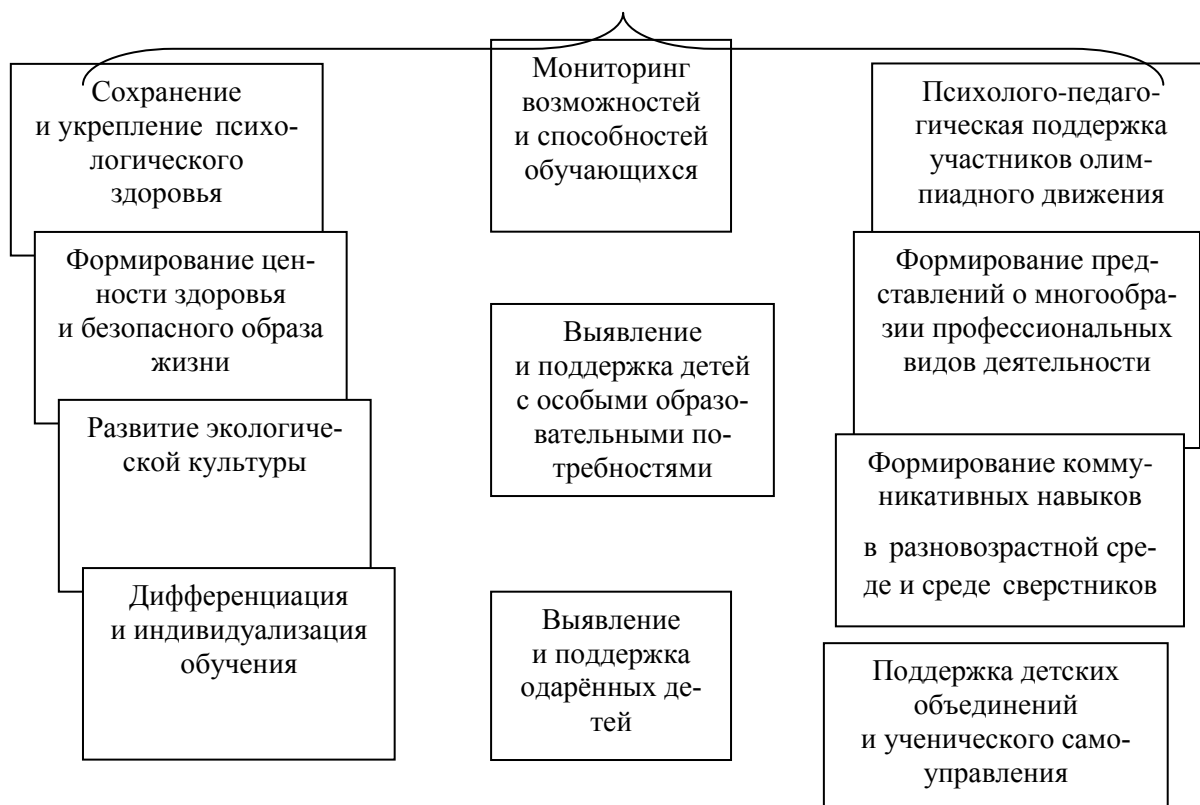 Сохранение
и укрепление психо-
логического
здоровья
Формирование цен-
ности здоровья
и безопасного образа
жизни
Развитие экологиче-
ской культуры
Дифференциация
и индивидуализация
обучения
Мониторинг
возможностей
и способностей
обучающихся
Выявление
и поддержка детей
с особыми образо-
вательными по-
требностями
Выявление
и поддержка
одарённых де-
тей
Психолого-педаго-
гическая поддержка
участников олим-
пиадного движения
Формирование пред-
ставлений о многообра-
зии профессиональных
видов деятельности
Формирование комму-
никативных навыков
в разновозрастной сре-
де и среде сверстников
Поддержка детских
объединений
и ученического само-
управления